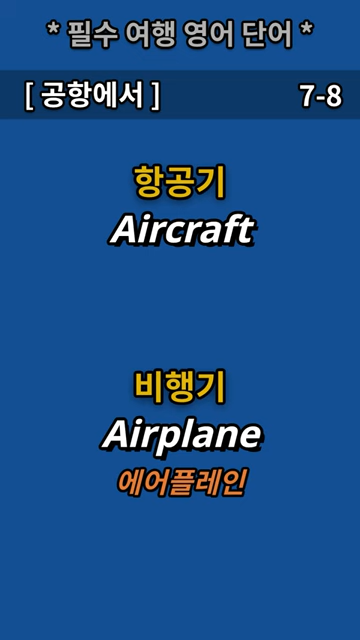 * 필수 여행 영어 단어 *
[ 공항에서 ] 7-8
항공기
Aircraft
비행기
Airplane
에어플레인